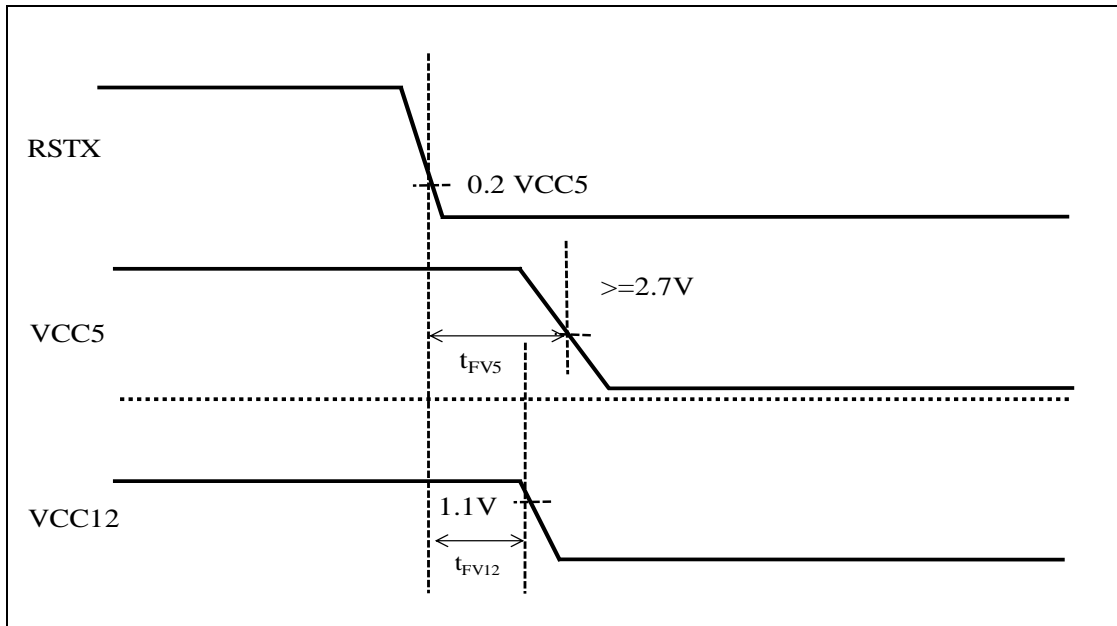 RSTX
0.2 VCC5
>=2.7V
VCC5
tFV5
1.1V
VCC12
tFV12